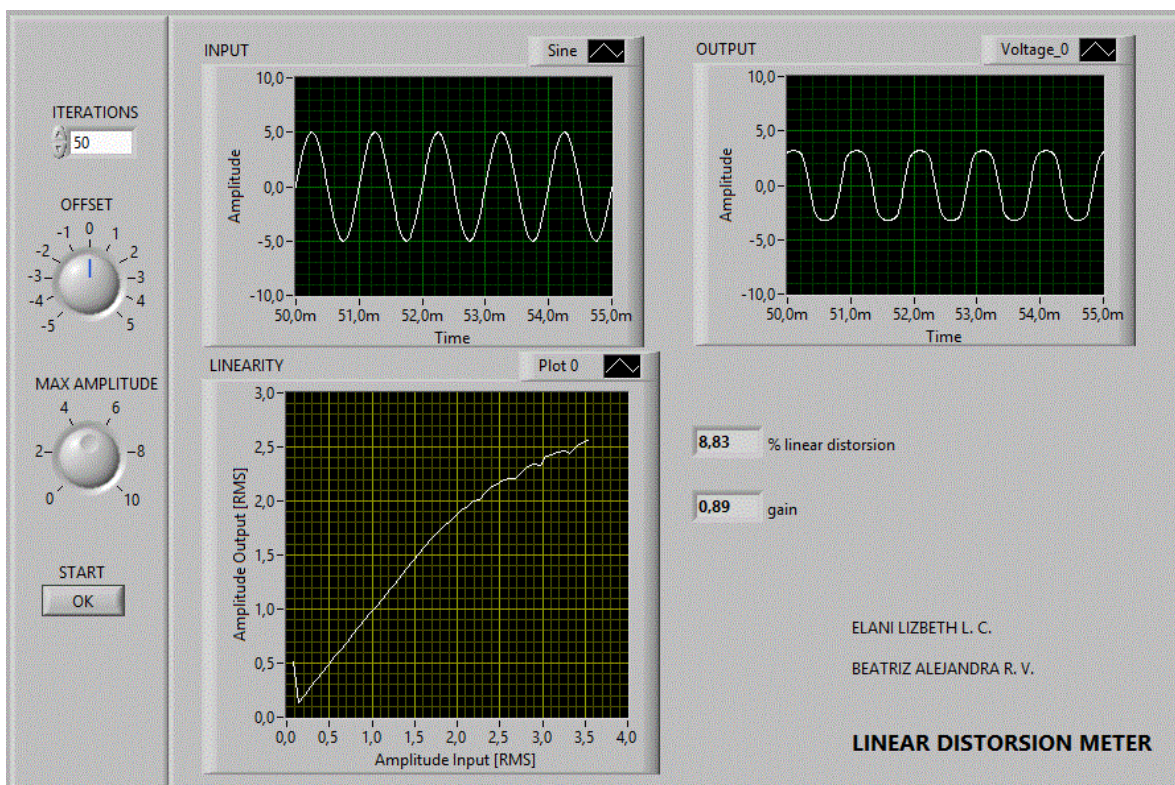 ITERATIONS
50
OFFSET
0
-1 1
-2 2
-3 -3
-4 4
-5 5
MAX AMPLITUDE
4 6
2- -8
0 10
START
OK
INPUT
Sine
10,0
5,0
0,0
-5,0
-10,0
Amplitude
50,0m 51,0m 52,0m 53,0m 54,0m 55,0m
Time
OUTPUT
Voltage_0
10,0
5,0
0,0
-5,0
-10,0
Amplitude
50,0m 51,0m 52,0m 53,0m 54,0m 55,0m
Time
LINEARITY
Plot 0
3,0
2,5
2,0
1,5
1,0
0,5
0,0
Amplitude Output [RMS]
0,0 0,5 1,0 1,5 2,0 2,5 3,0 3,5 4,0
Amplitude Input [RMS]
8,83 % linear distorsion
0,89 gain
ELANI LIZBETH L. C.
BEATRIZ ALEJANDRA R. V.
LINEAR DISTORSION METER